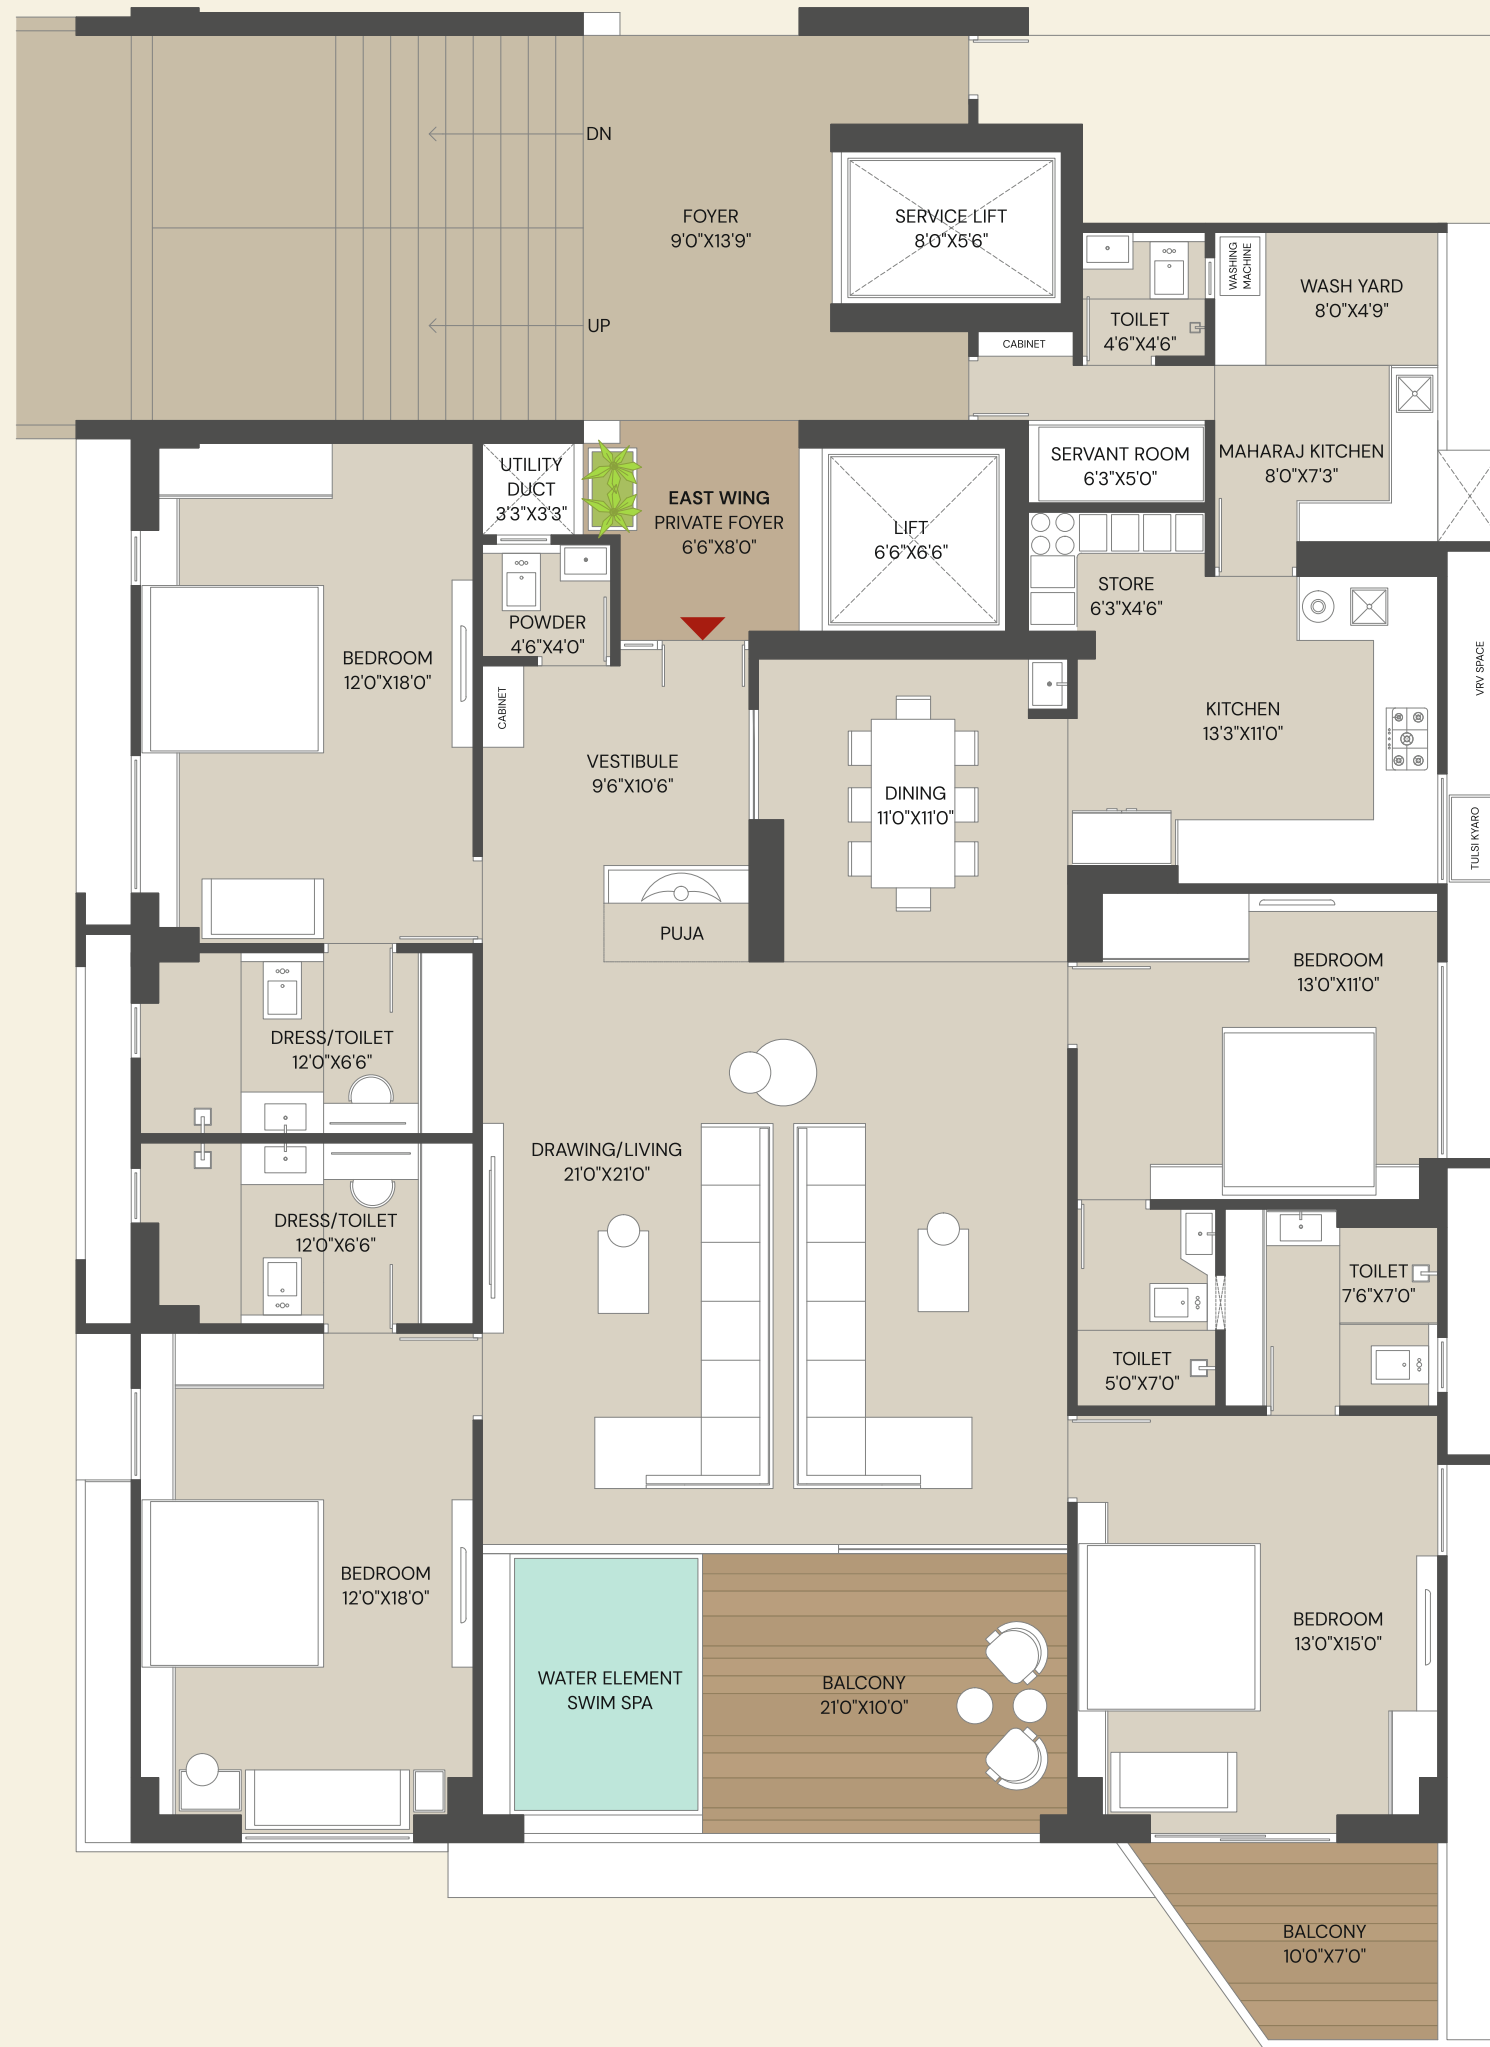 DN
FOYER
9'0"X13'9"
SERVICE LIFT
8'0"X5'6"
UP
WASHING
MACHINE
WASH YARD
8'0"X4'9"
TOILET
4'6"X4'6"
CABINET
UTILITY
DUCT
3'3"X3'3"
EAST WING
PRIVATE FOYER
6'6"X8'0"
LIFT
6'6"X6'6"
SERVANT ROOM
6'3"X5'0"
MAHARAJ KITCHEN
8'0"X7'3"
STORE
6'3"X4'6"
POWDER
4'6"X4'0"
BEDROOM
12'0"X18'0"
CABINET
VESTIBULE
9'6"X10'6"
DINING
11'0"X11'0"
KITCHEN
13'3"X11'0"
VRV SPACE
TULSI KYARO
PUJA
BEDROOM
13'0"X11'0"
DRESS/TOILET
12'0"X6'6"
DRAWING/LIVING
21'0"X21'0"
DRESS/TOILET
12'0"X6'6"
TOILET
7'6"X7'0"
TOILET
5'0"X7'0"
BEDROOM
12'0"X18'0"
BEDROOM
13'0"X15'0"
WATER ELEMENT
SWIM SPA
BALCONY
21'0"X10'0"
BALCONY
10'0"X7'0"